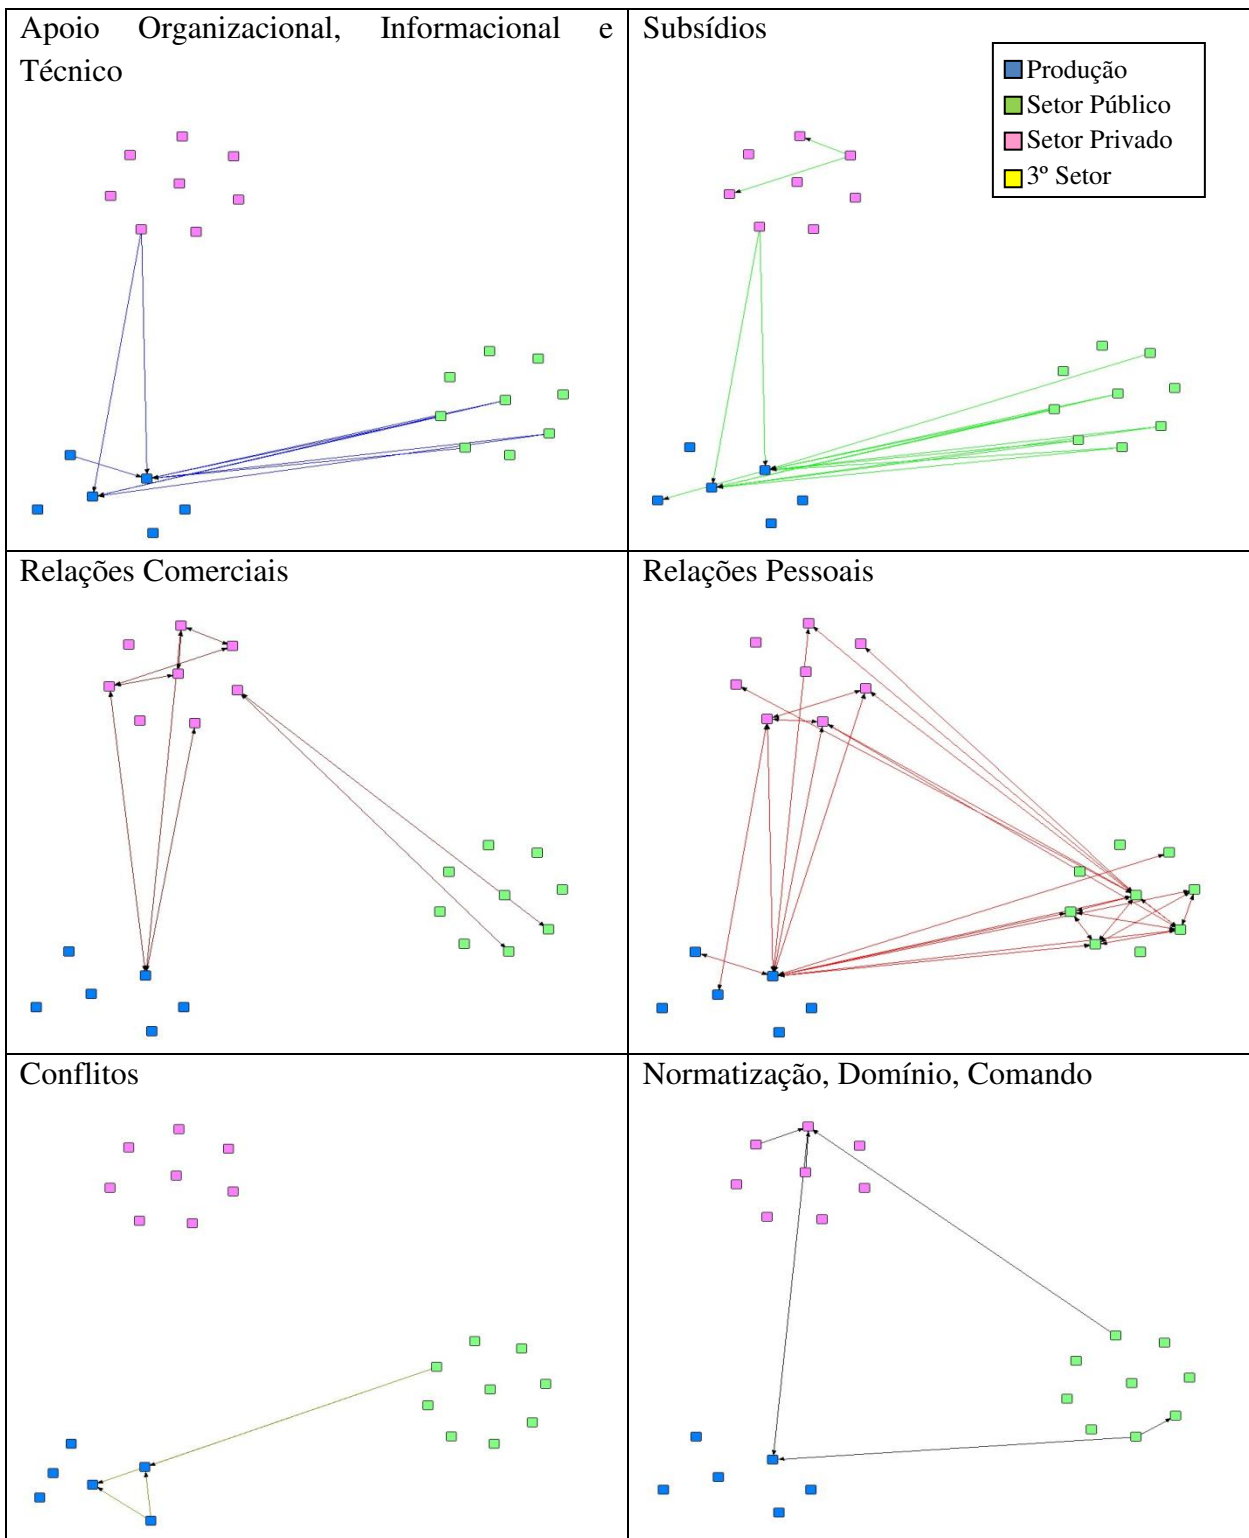 Apoio Organizacional, Informacional e
Técnico
Subsídios
Produção
Setor Público
Setor Privado
3º Setor
Relações Comerciais
Relações Pessoais
Conflitos
Normatização, Domínio, Comando